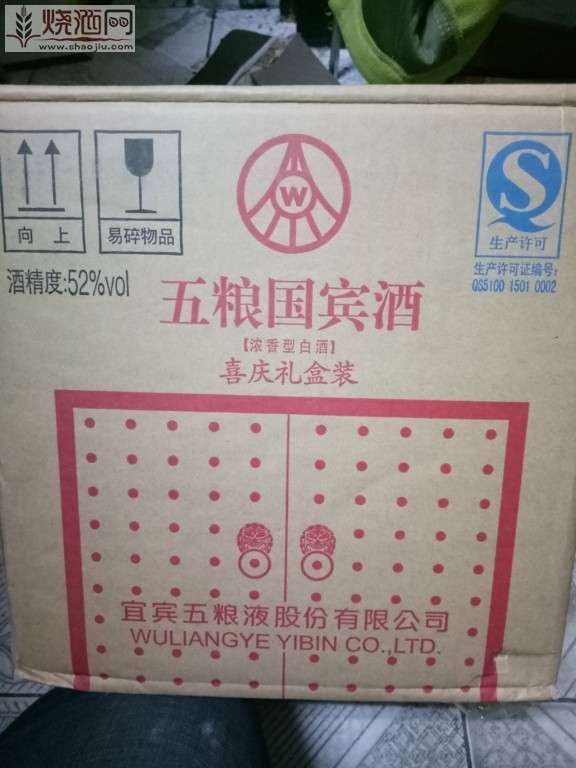 烧酒网
www.shaojiu.com
向 上
易碎物品
W
QS
生产许可
生产许可证编号:
QS5100 1501 0002
酒精度:52%vol
五粮国宾酒
【浓香型白酒】
喜庆礼盒装
宜宾五粮液股份有限公司
WULIANGYE YIBIN CO.,LTD.